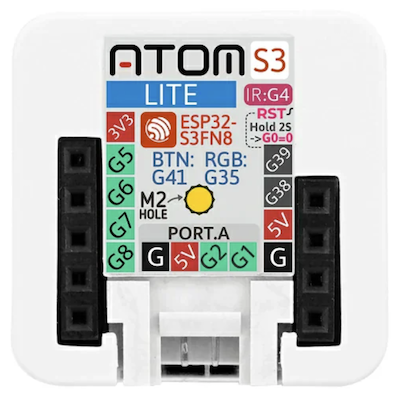 ATOM S3
LITE IR:G4
RST
Hold 2S
->G0=0
3V3 ESP32-
S3FN8
G5 BTN: RGB: G39
G41 G35
G6 M2 G38
HOLE
G7 5V
PORT.A
G8 G 5V G2 G1 G